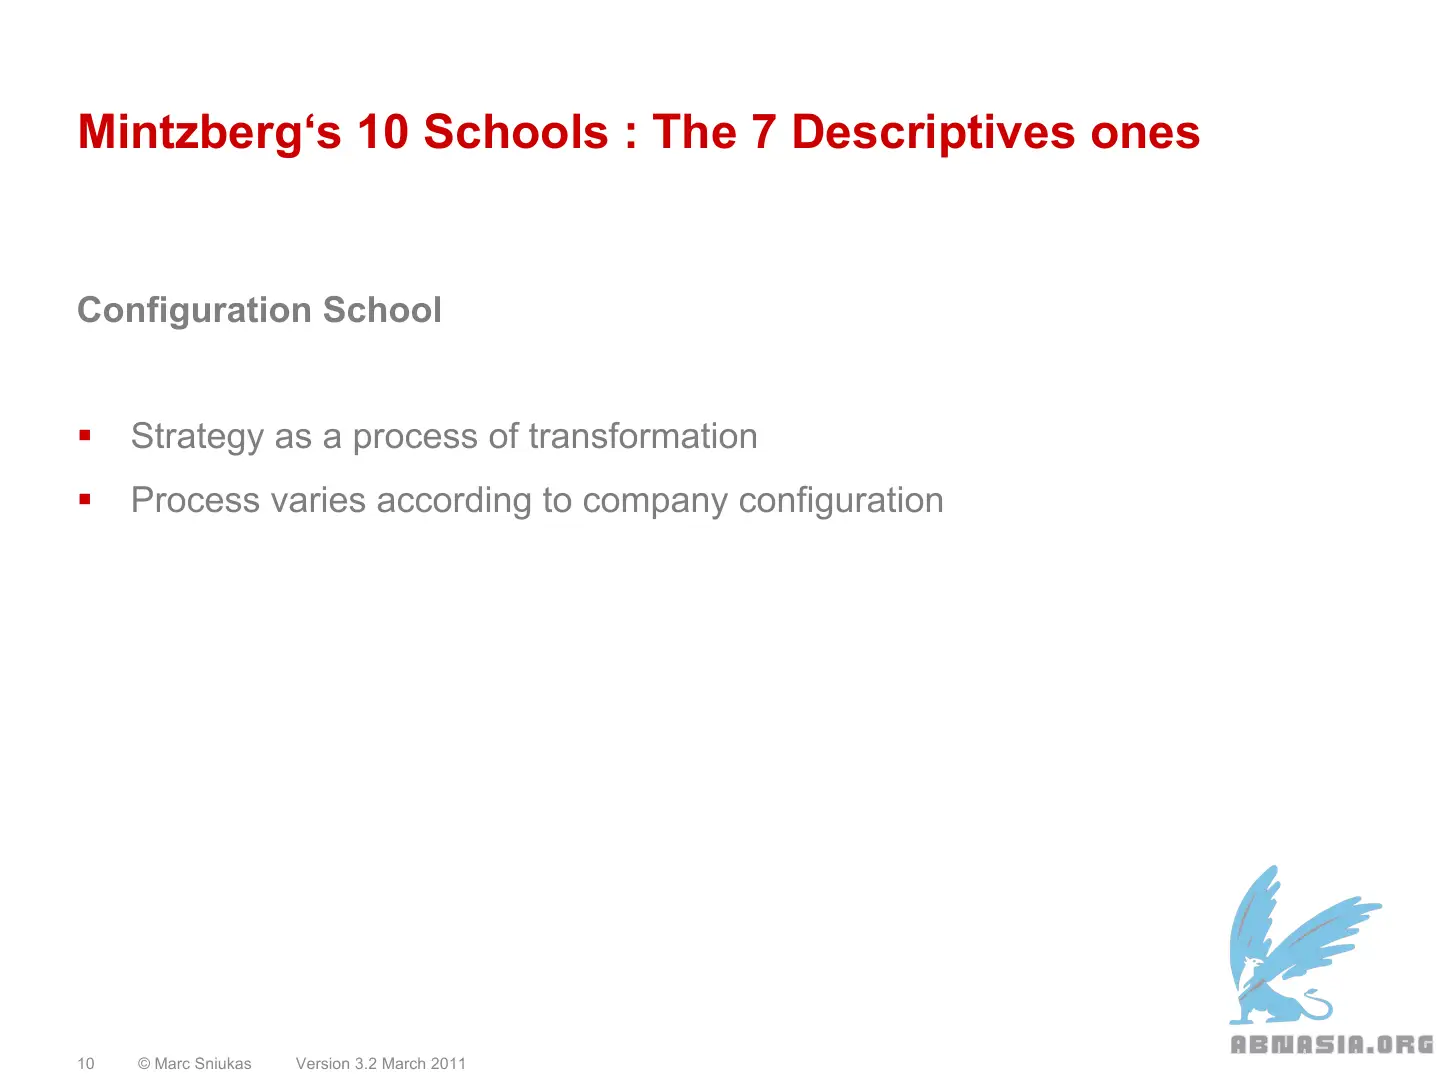 Mintzberg‘s 10 Schools : The 7 Descriptives ones
Configuration School
▪ Strategy as a process of transformation
▪ Process varies according to company configuration
ABNASIA.ORG
10 © Marc Sniukas Version 3.2 March 2011